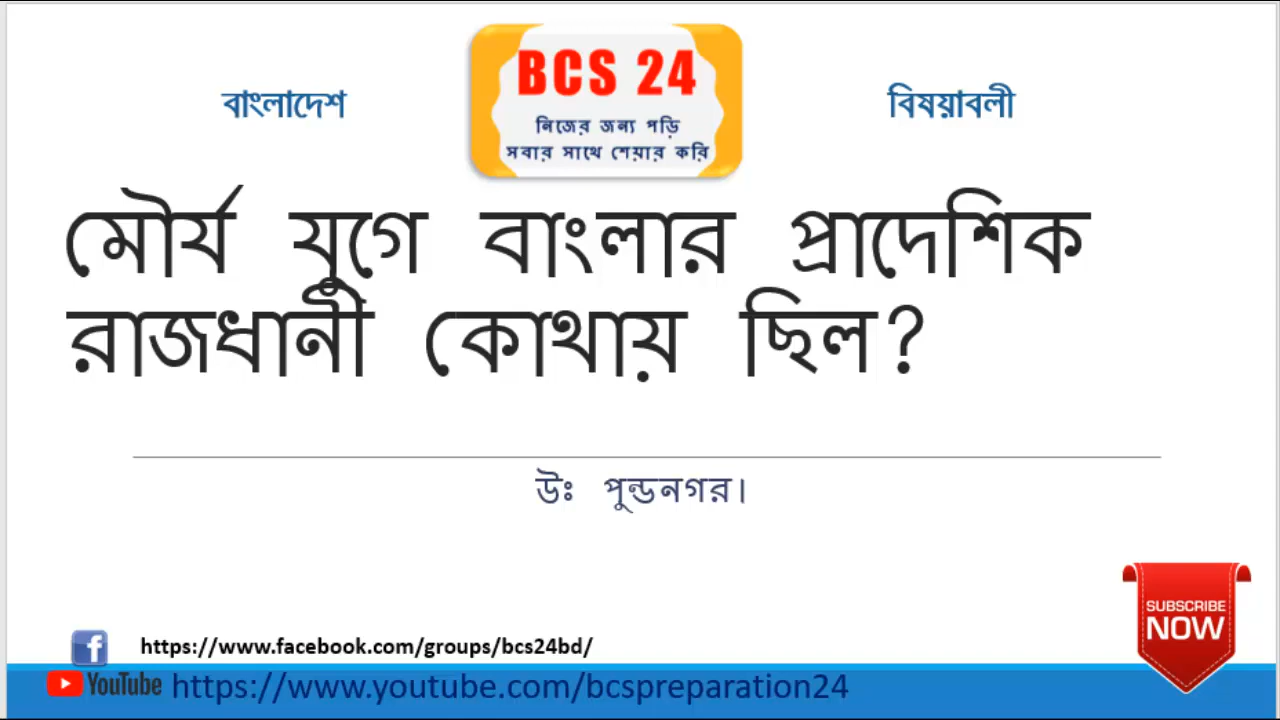 বাংলাদেশ
BCS 24
নিজের জন্য পড়ি
সবার সাথে শেয়ার করি
বিষয়াবলী
মৌর্য যুগে বাংলার প্রাদেশিক
রাজধানী কোথায় ছিল?
উঃ পুন্ডনগর।
SUBSCRIBE
NOW
https://www.facebook.com/groups/bcs24bd/
YouTube https://www.youtube.com/bcspreparation24